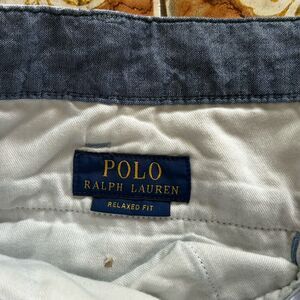 POLO
RALPH LAUREN
RELAXED FIT